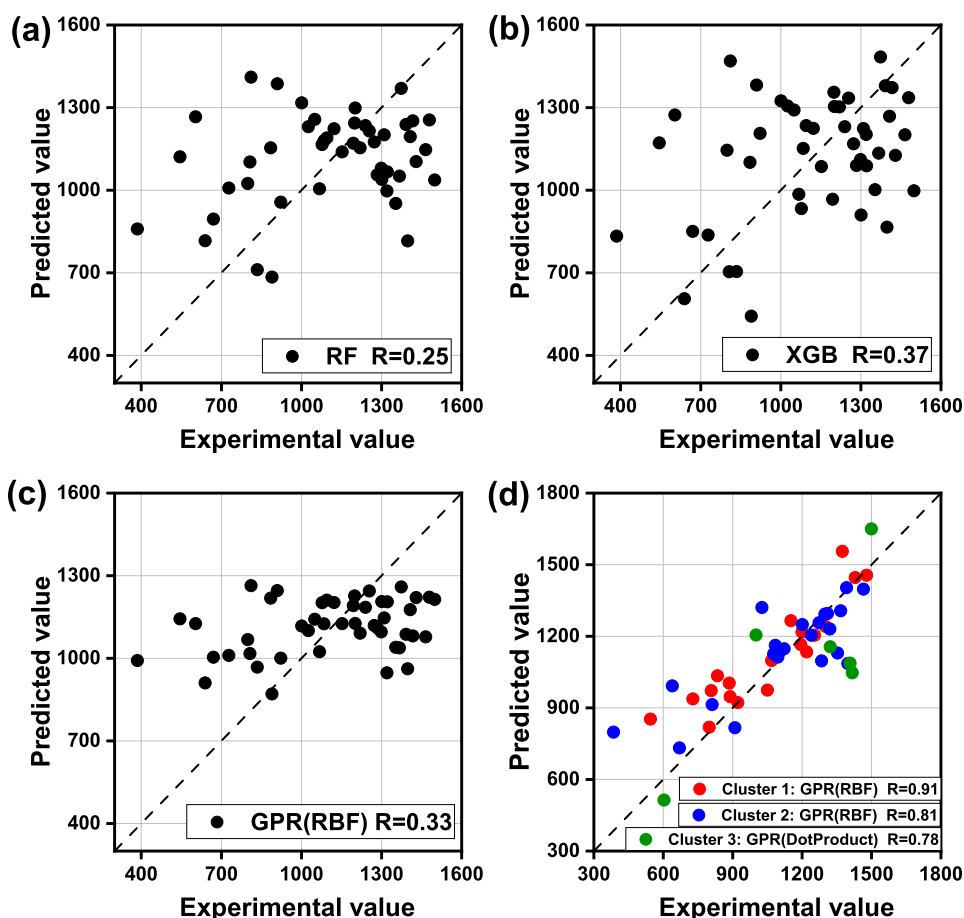 (a)
1600
1300
1000
700
400
Predicted value
RF R=0.25
400 700 1000 1300 1600
Experimental value
(b)
1600
1300
1000
700
400
Predicted value
XGB R=0.37
400 700 1000 1300 1600
Experimental value
(c)
1600
1300
1000
700
400
Predicted value
GPR(RBF) R=0.33
400 700 1000 1300 1600
Experimental value
(d)
1800
1500
1200
900
600
300
Predicted value
Cluster 1: GPR(RBF) R=0.91
Cluster 2: GPR(RBF) R=0.81
Cluster 3: GPR(DotProduct) R=0.78
300 600 900 1200 1500 1800
Experimental value